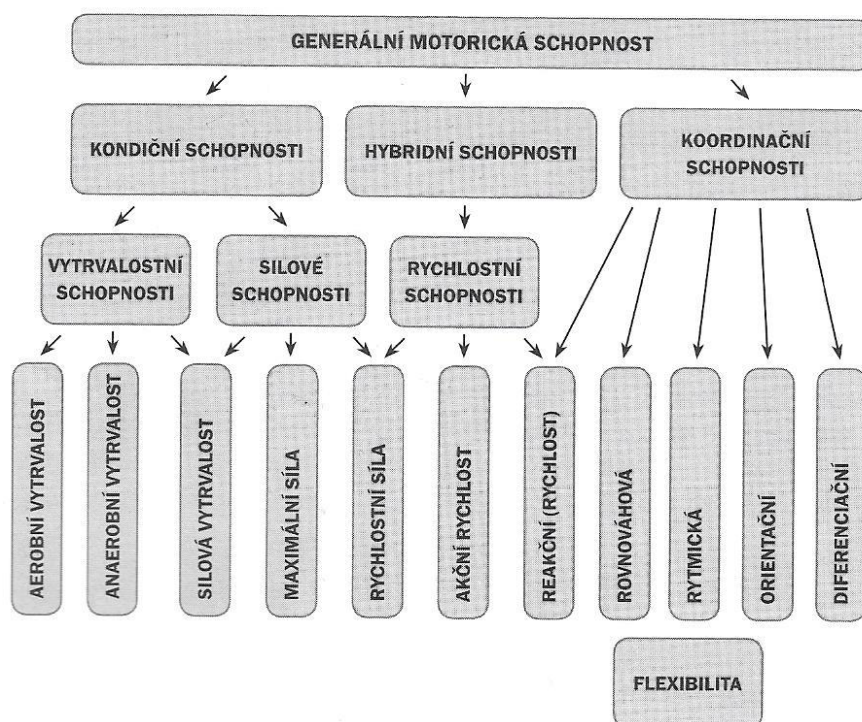 GENERÁLNÍ MOTORICKÁ SCHOPNOST
KONDIČNÍ SCHOPNOSTI
HYBRIDNÍ SCHOPNOSTI
KOORDINAČNÍ
SCHOPNOSTI
VYTRVALOSTNÍ
SCHOPNOSTI
SILOVÉ
SCHOPNOSTI
RYCHLOSTNÍ
SCHOPNOSTI
AEROBNÍ VYTRVALOST
ANAEROBNÍ VYTRVALOST
SILOVÁ VYTRVALOST
MAXIMÁLNÍ SÍLA
RYCHLOSTNÍ SÍLA
AKČNÍ RYCHLOST
REAKČNÍ (RYCHLOST)
ROVNOVÁHOVÁ
RYTMICKÁ
ORIENTAČNÍ
DIFERENCIAČNÍ
FLEXIBILITA